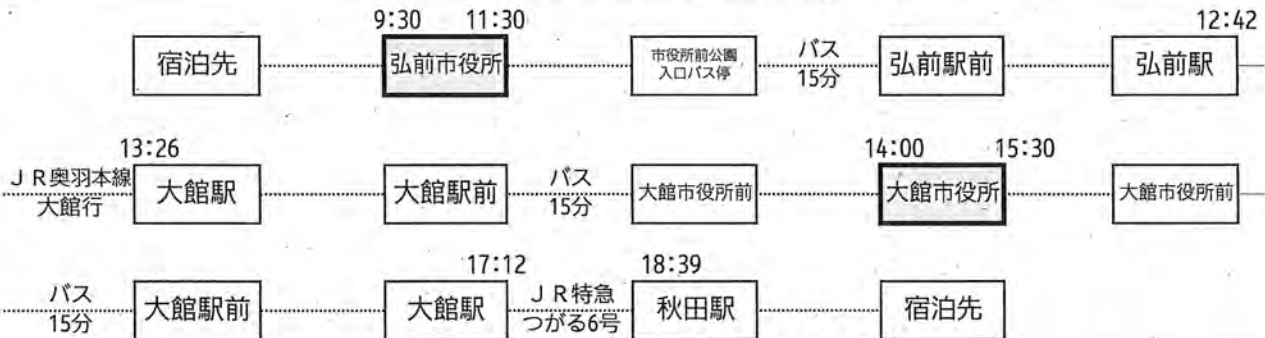 9:30 11:30 12:42
宿泊先 弘前市役所 市役所前公園 バス 弘前駅前 弘前駅
入口バス停 15分
13:26 14:00 15:30
JR奥羽本線 大館駅 大館駅前 バス 大館市役所前 大館市役所 大館市役所前
大館行 15分
17:12 18:39
バス 大館駅前 大館駅 JR特急 秋田駅 宿泊先
15分 つがる6号